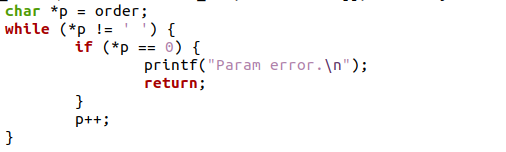 char *p = order;
while (*p != ' ') {
        if (*p == 0) {
                printf("Param error.\n");
                return;
        }
        p++;
}